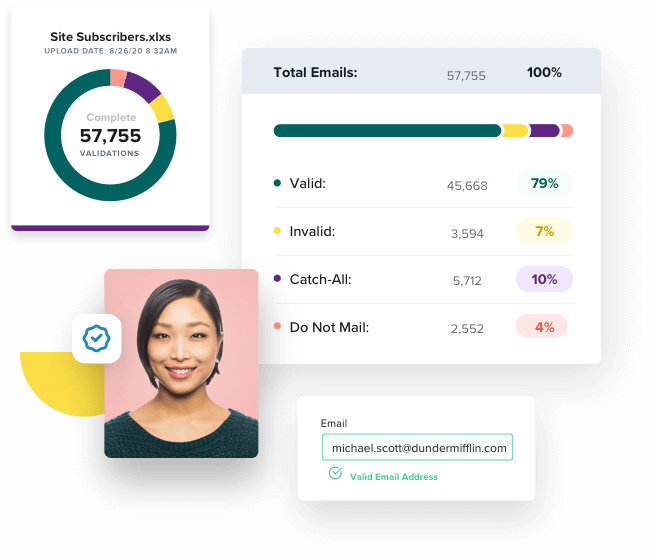 Site Subscribers.xlxs
UPLOAD DATE: 8/26/20 8:32AM
Complete
57,755
VALIDATIONS
Total Emails: 57,755 100%
Valid: 45,668 79%
Invalid: 3,594 7%
Catch-All: 5,712 10%
Do Not Mail: 2,552 4%
Email
michael.scott@dundermifflin.com
Valid Email Address